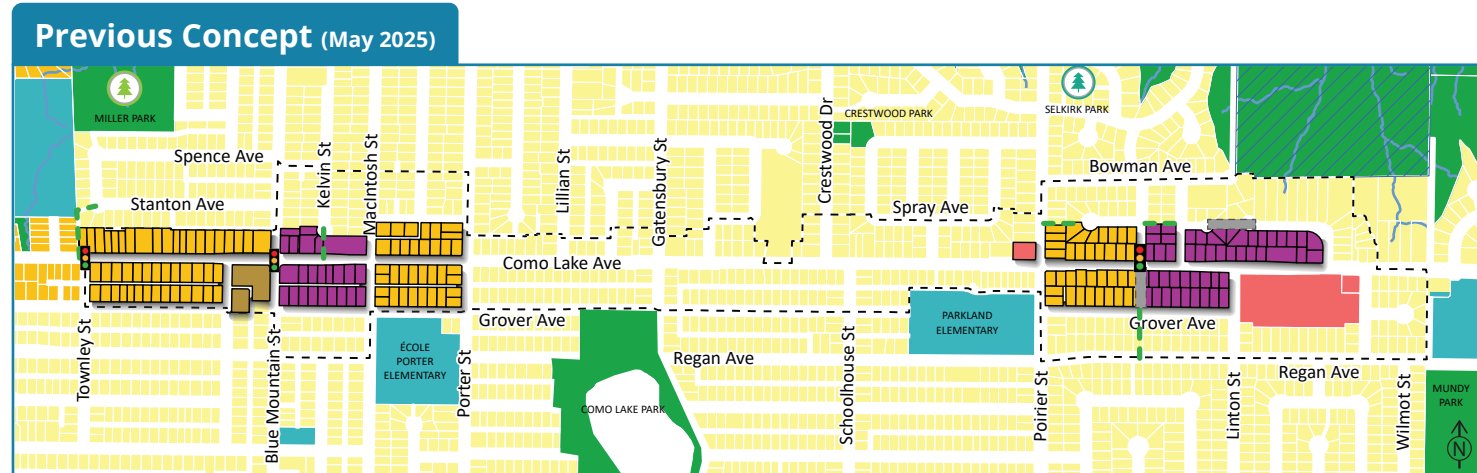 Previous Concept (May 2025)
MILLER PARK
Spence Ave
Stanton Ave
Kelvin St
MacIntosh St
Lillian St
Gatensbury St
Crestwood Dr
CRESTWOOD PARK
SELKIRK PARK
Bowman Ave
Spray Ave
Como Lake Ave
Grover Ave
Regan Ave
Townley St
Blue Mountain St
ÉCOLE
PORTER
ELEMENTARY
Porter St
COMO LAKE PARK
Schoolhouse St
PARKLAND
ELEMENTARY
Poirier St
Grover Ave
Linton St
Regan Ave
Wilmot St
MUNDY
PARK
N